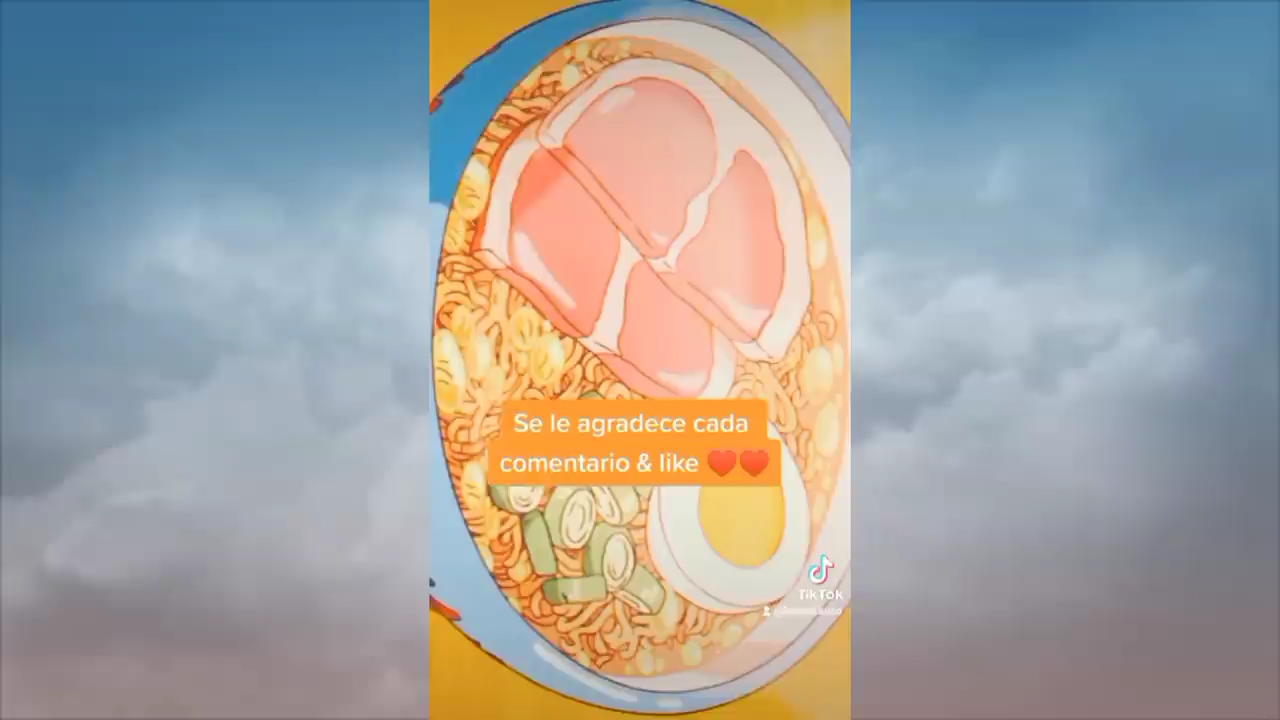 Se le agradece cada
comentario & like ❤️❤️
TikTok